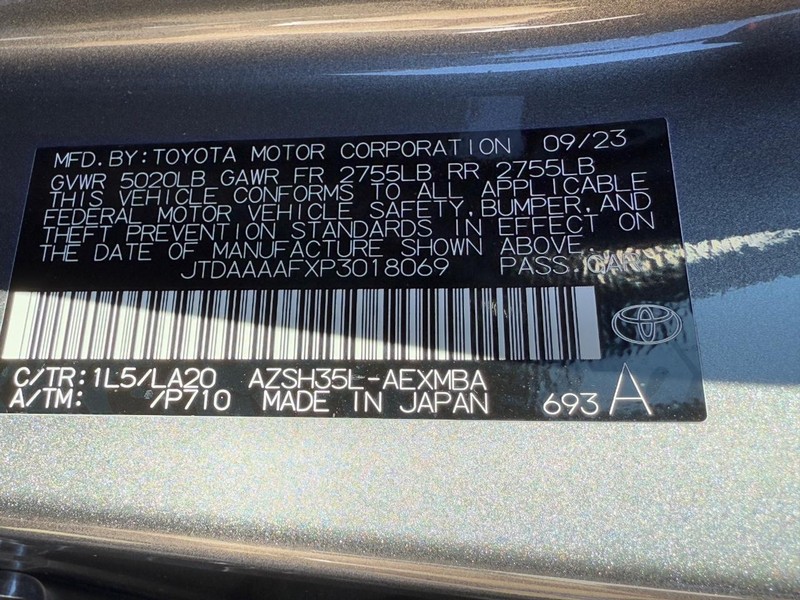 MFD.BY:TOYOTA MOTOR CORPORATION 09/23
GVWR 5020LB GAWR FR 2755LB RR 2755LB
THIS VEHICLE CONFORMS TO ALL APPLICABLE
FEDERAL MOTOR VEHICLE SAFETY,BUMPER,AND
THEFT PREVENTION STANDARDS IN EFFECT ON
THE DATE OF MANUFACTURE SHOWN ABOVE
JTDAAAAFXP3018069 PASS.CAR
C/TR:1L5/LA20 AZSH35L-AEXMBA
A/TM: /P710 MADE IN JAPAN 693 A